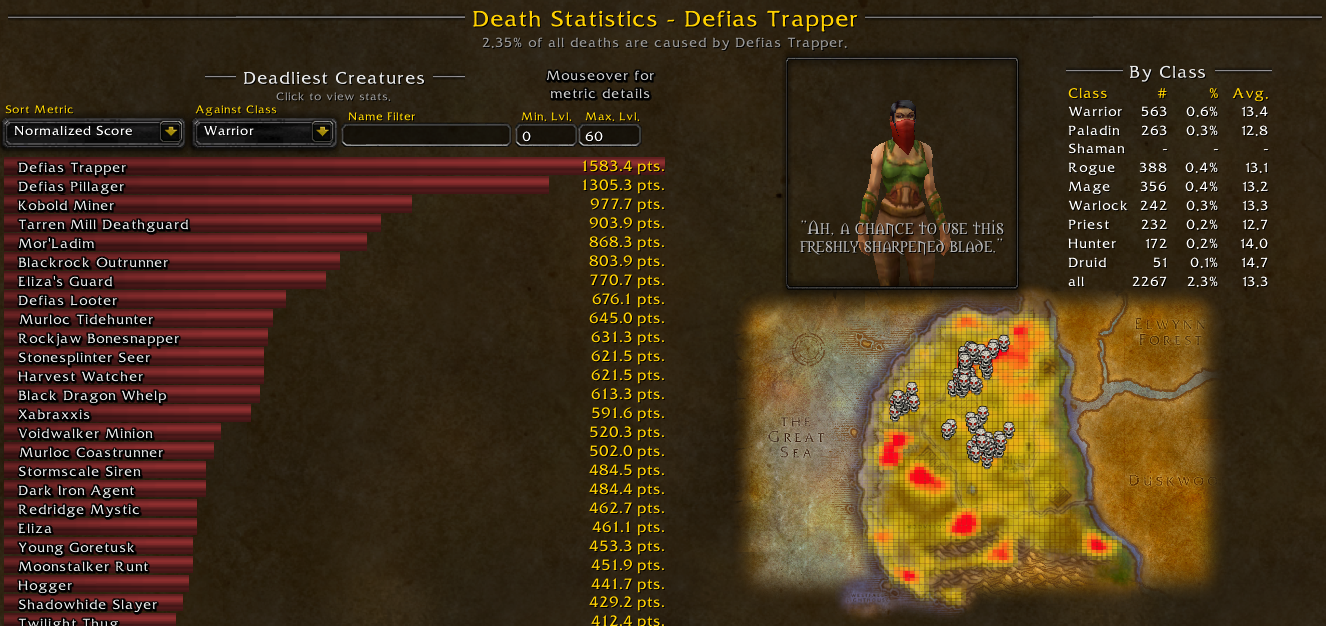 Death Statistics - Defias Trapper
2.35% of all deaths are caused by Defias Trapper.
Deadliest Creatures
Click to view stats.
Mouseover for
metric details
Sort Metric
Against Class
Name Filter
Min. Lvl.
Max. Lvl.
Normalized Score
Warrior
0
60
Defias Trapper 1583.4 pts.
Defias Pillager 1305.3 pts.
Kobold Miner 977.7 pts.
Tarren Mill Deathguard 903.9 pts.
Mor'Ladim 868.3 pts.
Blackrock Outrunner 803.9 pts.
Eliza's Guard 770.7 pts.
Defias Looter 676.1 pts.
Murloc Tidehunter 645.0 pts.
Rockjaw Bonesnapper 631.3 pts.
Stonesplinter Seer 621.5 pts.
Harvest Watcher 621.5 pts.
Black Dragon Whelp 613.3 pts.
Xabraxxis 591.6 pts.
Voidwalker Minion 520.3 pts.
Murloc Coastrunner 502.0 pts.
Stormscale Siren 484.5 pts.
Dark Iron Agent 484.4 pts.
Redridge Mystic 462.7 pts.
Eliza 461.1 pts.
Young Goretusk 453.3 pts.
Moonstalker Runt 451.9 pts.
Hogger 441.7 pts.
Shadowhide Slayer 429.2 pts.
Twilight Thug 412.4 pts.
"Ah, a chance to use this
freshly sharpened blade."
By Class
Class # % Avg.
Warrior 563 0.6% 13.4
Paladin 263 0.3% 12.8
Shaman - - -
Rogue 388 0.4% 13.1
Mage 356 0.4% 13.2
Warlock 242 0.3% 13.3
Priest 232 0.2% 12.7
Hunter 172 0.2% 14.0
Druid 51 0.1% 14.7
all 2267 2.3% 13.3
Elwynn
Forest
The
Great
Sea
Duskwoo